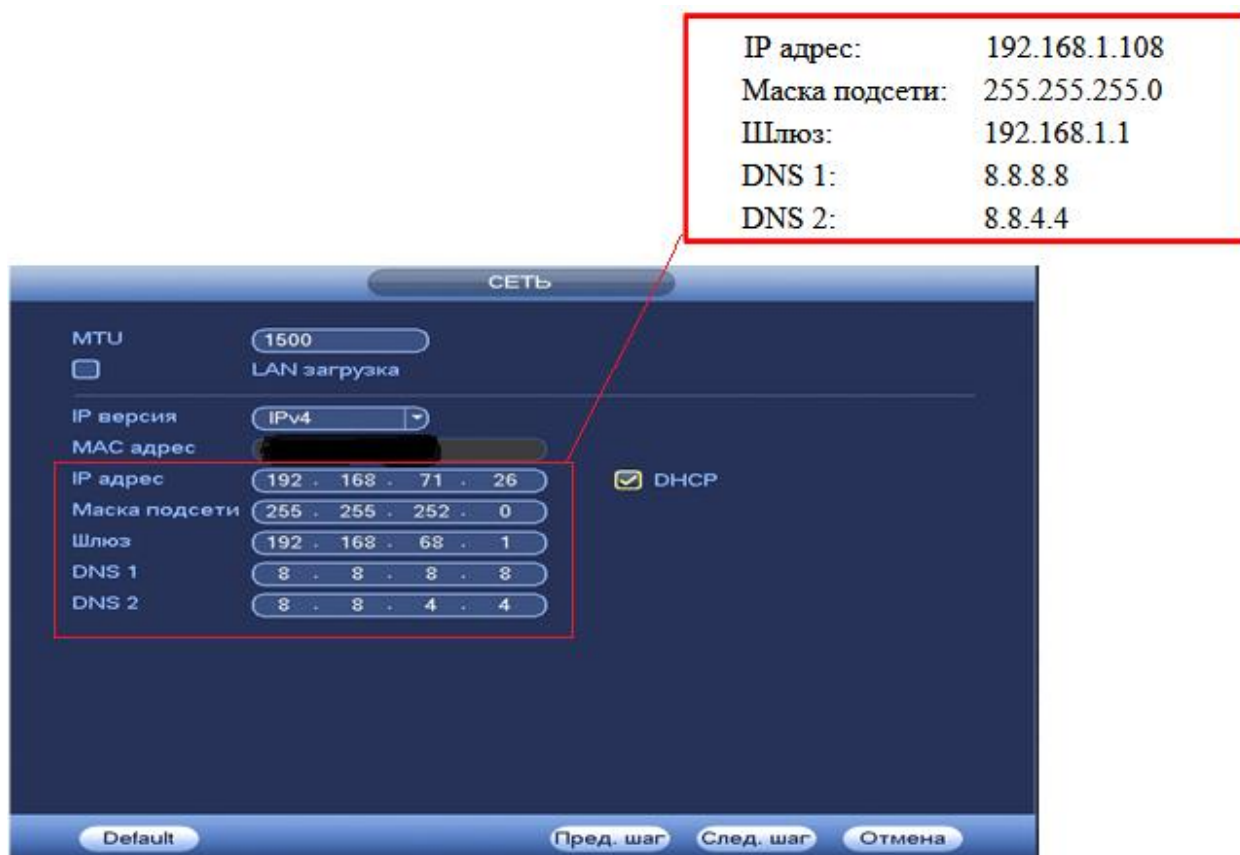 IP адрес: 192.168.1.108
Маска подсети: 255.255.255.0
Шлюз: 192.168.1.1
DNS 1: 8.8.8.8
DNS 2: 8.8.4.4
СЕТЬ
MTU 1500
LAN загрузка
IP версия IPv4
MAC адрес
IP адрес 192 . 168 . 71 . 26 DHCP
Маска подсети 255 . 255 . 252 . 0
Шлюз 192 . 168 . 68 . 1
DNS 1 8 . 8 . 8 . 8
DNS 2 8 . 8 . 4 . 4
Default Пред. шаг След. шаг Отмена